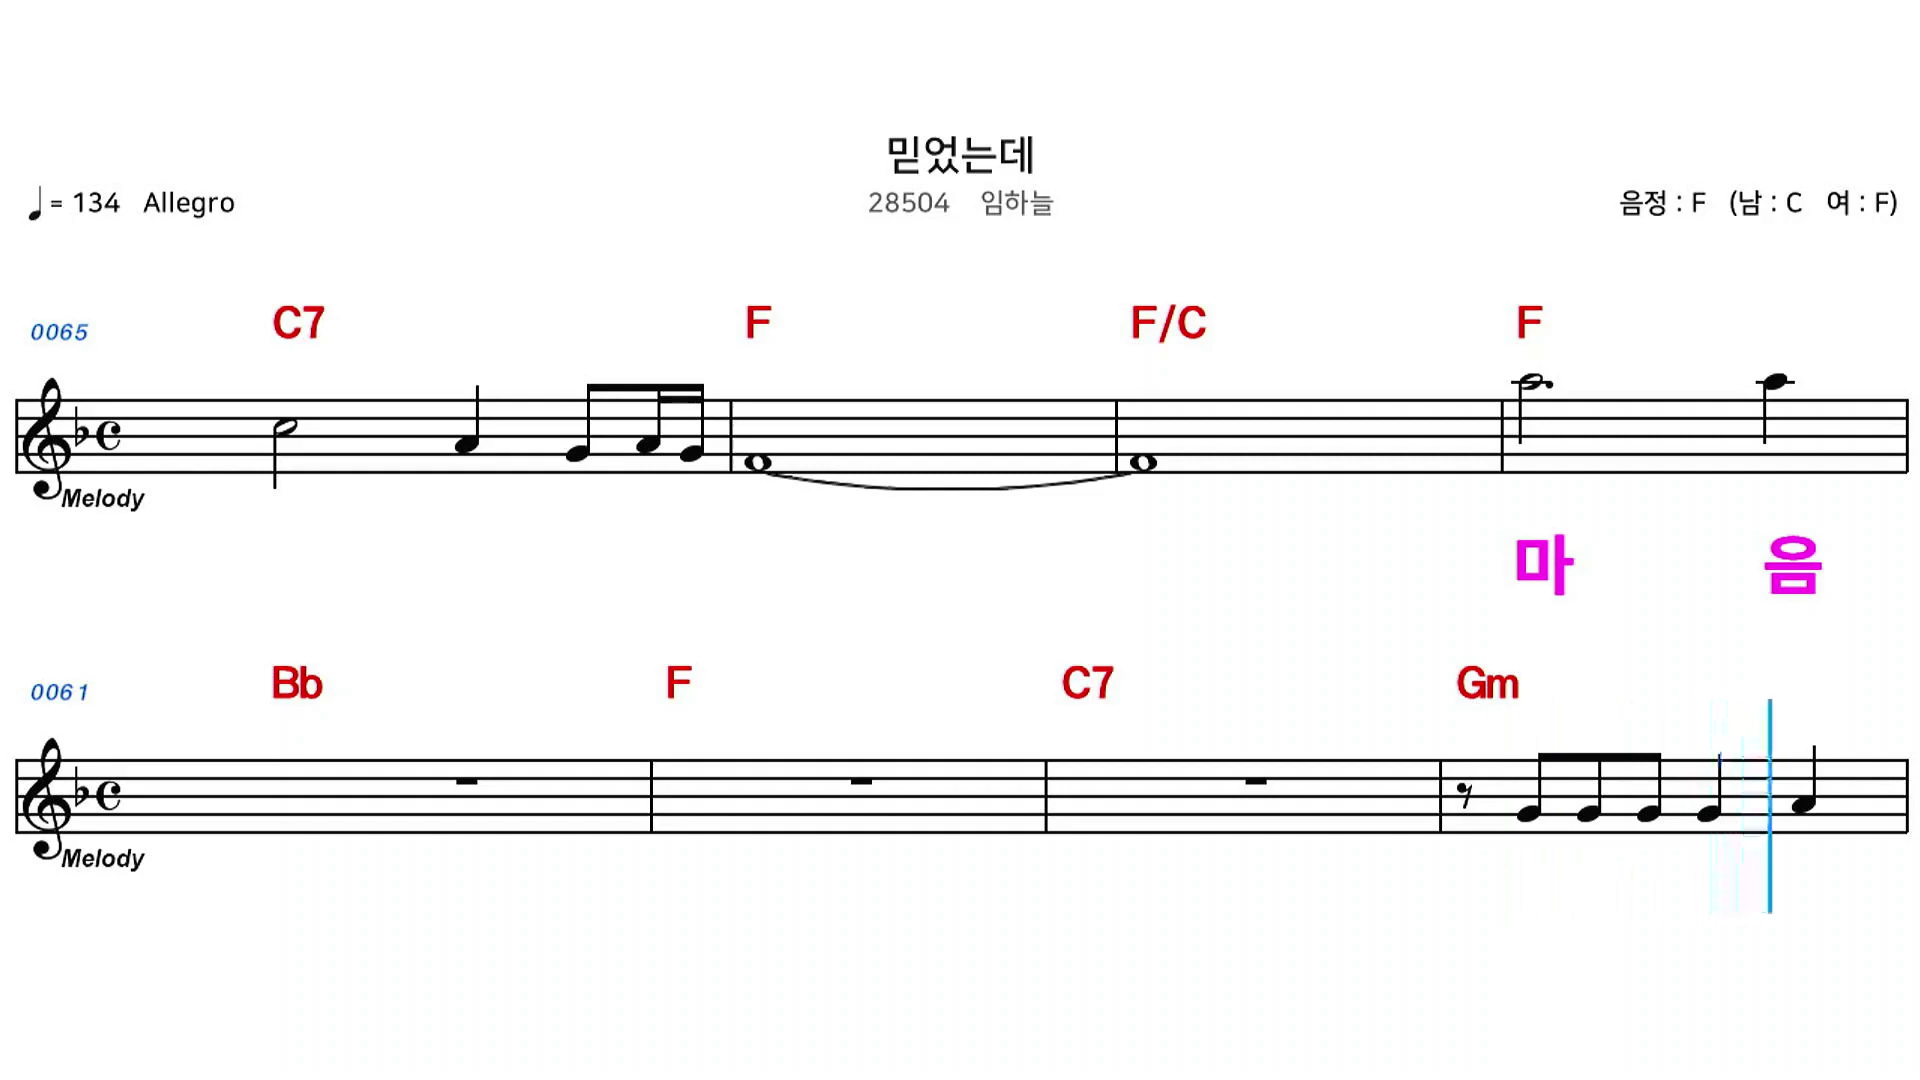 믿었는데
= 134 Allegro
28504 임하늘
음정 : F (남 : C 여 : F)
0065
C7 F F/C F
Melody
마 음
0061
Bb F C7 Gm
Melody